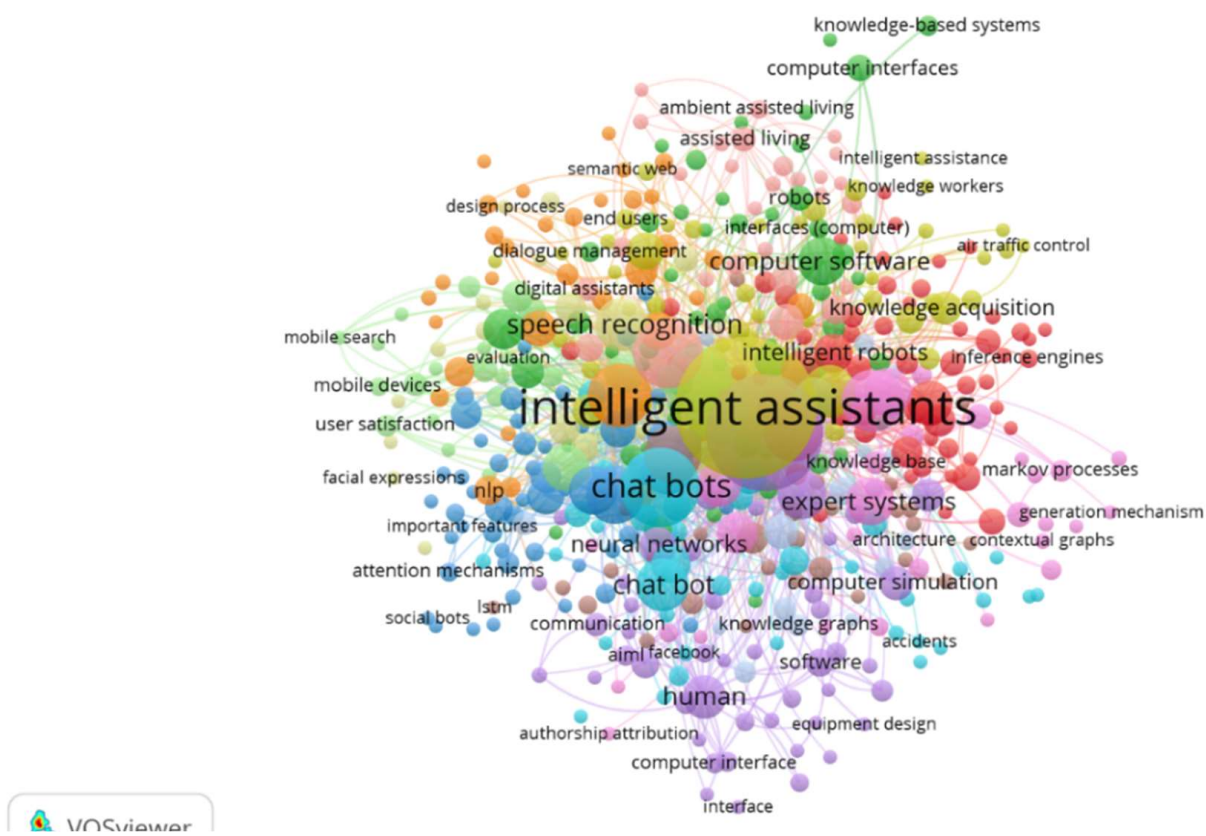 knowledge-based systems
computer interfaces
ambient assisted living
assisted living
intelligent assistance
semantic web
knowledge workers
robots
design process
end users
interfaces (computer)
air traffic control
dialogue management
computer software
digital assistants
knowledge acquisition
speech recognition
mobile search
intelligent robots
evaluation
inference engines
mobile devices
intelligent assistants
user satisfaction
knowledge base
markov processes
facial expressions
nlp
chat bots
expert systems
generation mechanism
important features
neural networks
architecture
contextual graphs
attention mechanisms
chat bot
computer simulation
lstm
social bots
communication
knowledge graphs
accidents
aiml
facebook
software
human
equipment design
authorship attribution
computer interface
interface
VOSviewer